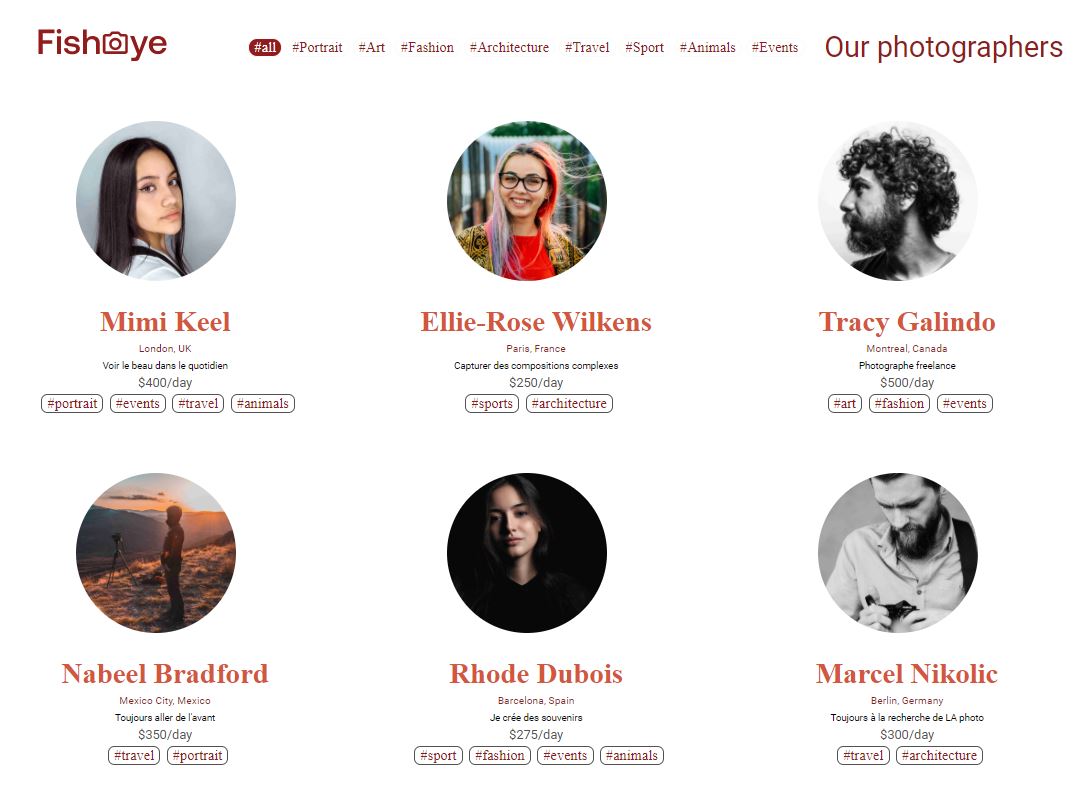 Fisheye
#all #Portrait #Art #Fashion #Architecture #Travel #Sport #Animals #Events
Our photographers
Mimi Keel
London, UK
Voir le beau dans le quotidien
$400/day
#portrait #events #travel #animals
Ellie-Rose Wilkens
Paris, France
Capturer des compositions complexes
$250/day
#sports #architecture
Tracy Galindo
Montreal, Canada
Photographe freelance
$500/day
#art #fashion #events
Nabeel Bradford
Mexico City, Mexico
Toujours aller de l'avant
$350/day
#travel #portrait
Rhode Dubois
Barcelona, Spain
Je crée des souvenirs
$275/day
#sport #fashion #events #animals
Marcel Nikolic
Berlin, Germany
Toujours à la recherche de LA photo
$300/day
#travel #architecture